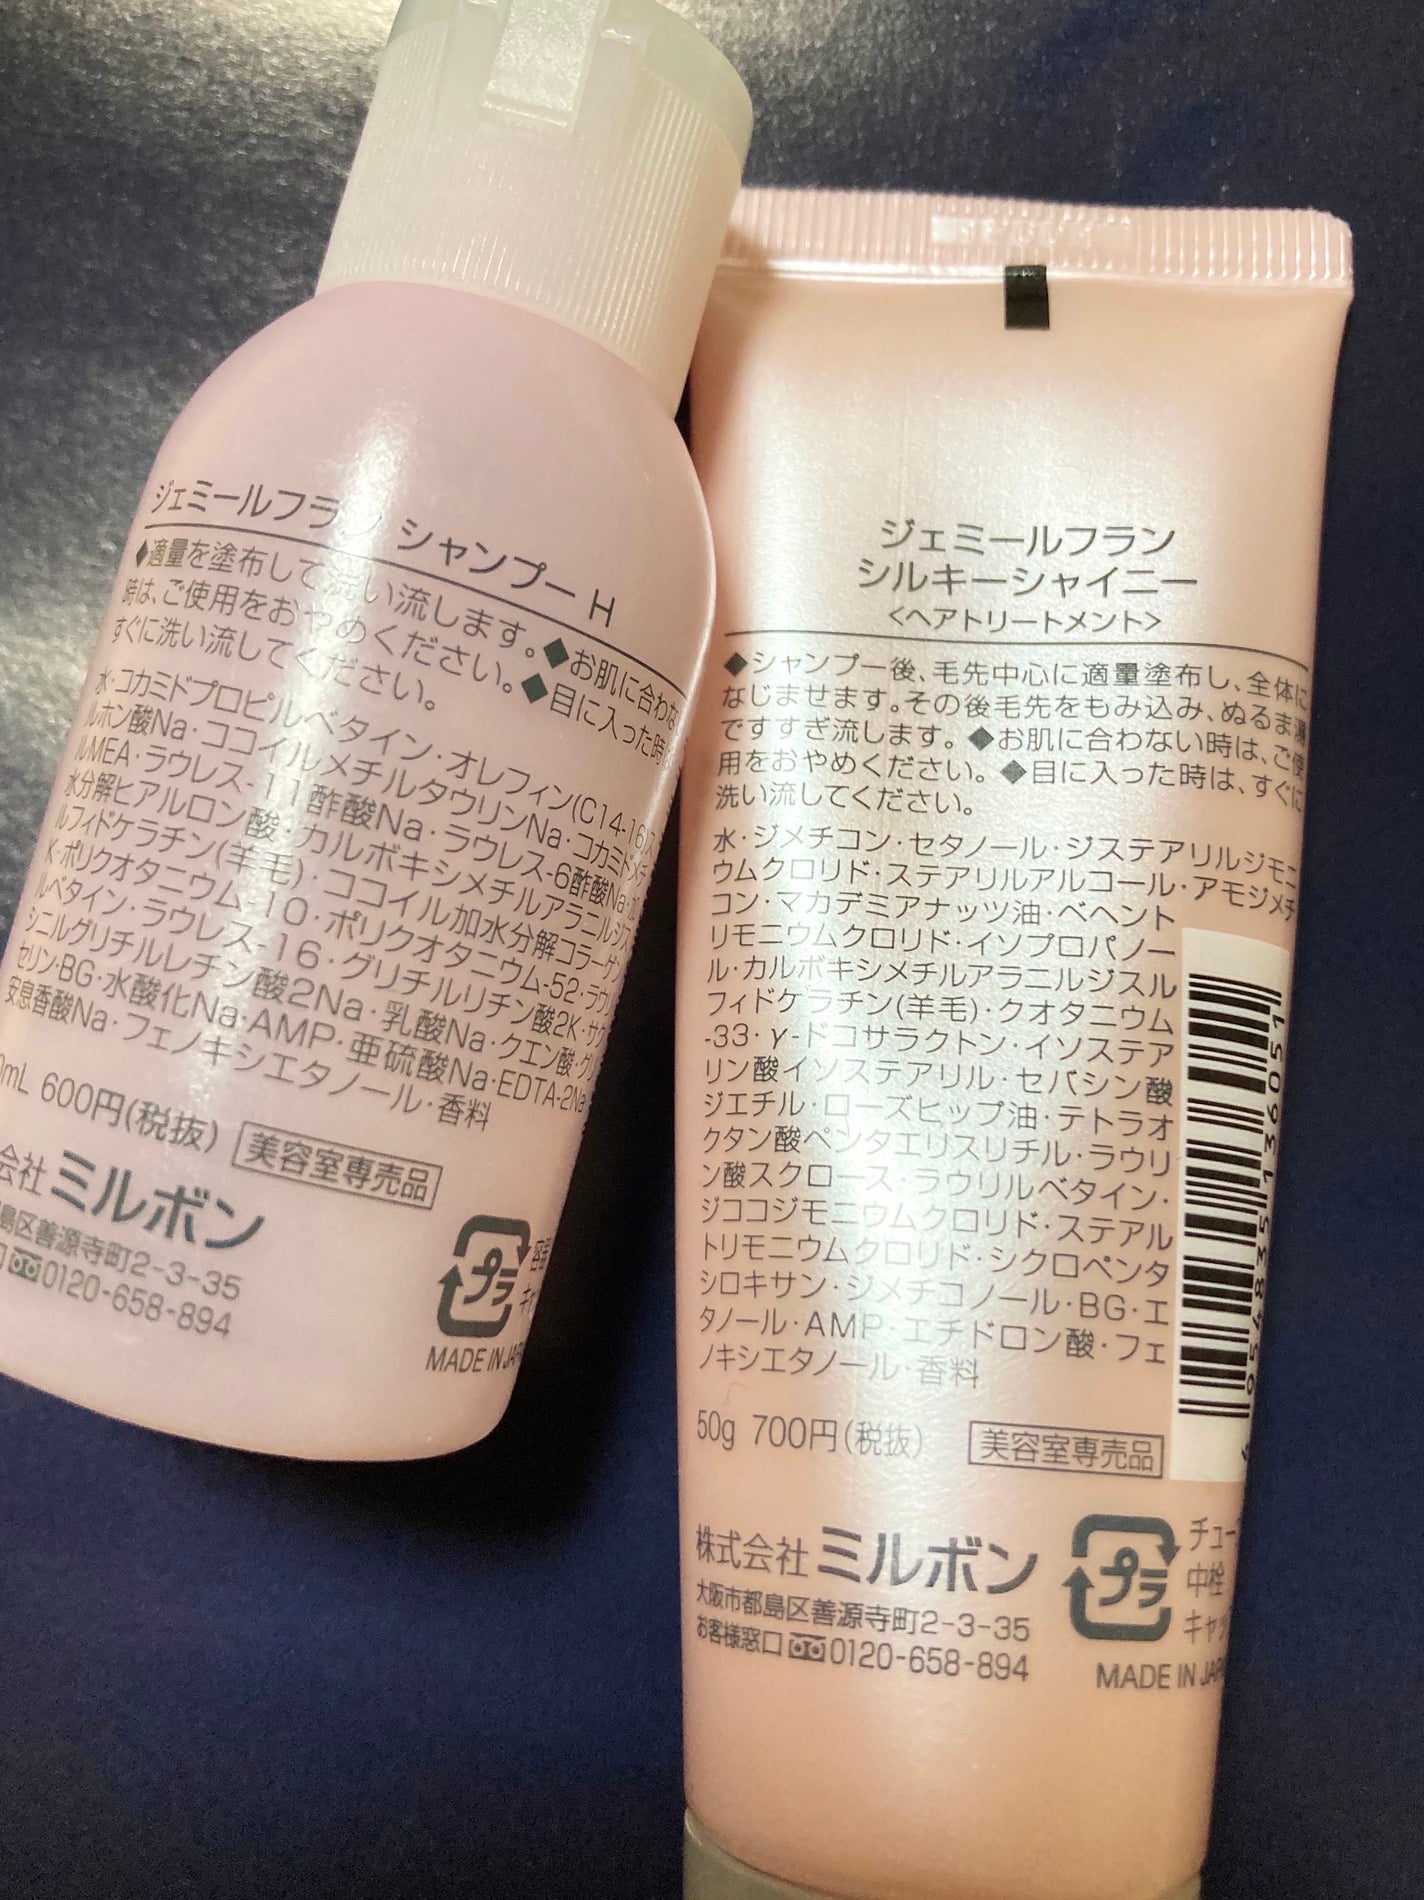 ジェミールフラン シャンプー H
◆適量を塗布して洗い流します。◆お肌に合わな
時は、ご使用をおやめください。◆目に入った時は
すぐに洗い流してください。
水・コカミドプロピルベタイン・オレフィン(C14-16)ス
ルホン酸Na・ココイルメチルタウリンNa・コカミドメチ
ルMEA・ラウレス-11酢酸Na・ラウレス-6酢酸Na・加
水分解ヒアルロン酸・カルボキシメチルアラニルジス
ルフィドケラチン(羊毛)・ココイル加水分解コラーゲン
K・ポリクオタニウム-10・ポリクオタニウム-52・ラウリ
ルベタイン・ラウレス-16・グリチルリチン酸2K・サク
シニルグリチルレチン酸2Na・乳酸Na・クエン酸・グリ
セリン・BG・水酸化Na・AMP・亜硫酸Na・EDTA-2Na
安息香酸Na・フェノキシエタノール・香料
mL 600円(税抜) 美容室専売品
会社 ミルボン
島区善源寺町2-3-35
口 0120-658-894
プラ
容器
キャ
MADE IN JAP
ジェミールフラン
シルキーシャイニー
<ヘアトリートメント>
◆シャンプー後、毛先中心に適量塗布し、全体に
なじませます。その後毛先をもみ込み、ぬるま湯
ですすぎ流します。◆お肌に合わない時は、ご使
用をおやめください。◆目に入った時は、すぐに
洗い流してください。
水・ジメチコン・セタノール・ジステアリルジモニ
ウムクロリド・ステアリルアルコール・アモジメチ
コン・マカデミアナッツ油・ベヘント
リモニウムクロリド・イソプロパノー
ル・カルボキシメチルアラニルジスル
フィドケラチン(羊毛)・クオタニウム
-33・γ-ドコサラクトン・イソステア
リン酸イソステアリル・セバシン酸
ジエチル・ローズヒップ油・テトラオ
クタン酸ペンタエリスリチル・ラウリ
ン酸スクロース・ラウリルベタイン・
ジココジモニウムクロリド・ステアル
トリモニウムクロリド・シクロペンタ
シロキサン・ジメチコノール・BG・エ
タノール・AMP・エチドロン酸・フェ
ノキシエタノール・香料
50g 700円(税抜) 美容室専売品
株式会社 ミルボン
大阪市都島区善源寺町2-3-35
お客様窓口 0120-658-894
プラ
チュー
中栓
キャッ
MADE IN JAPA
954835 136051